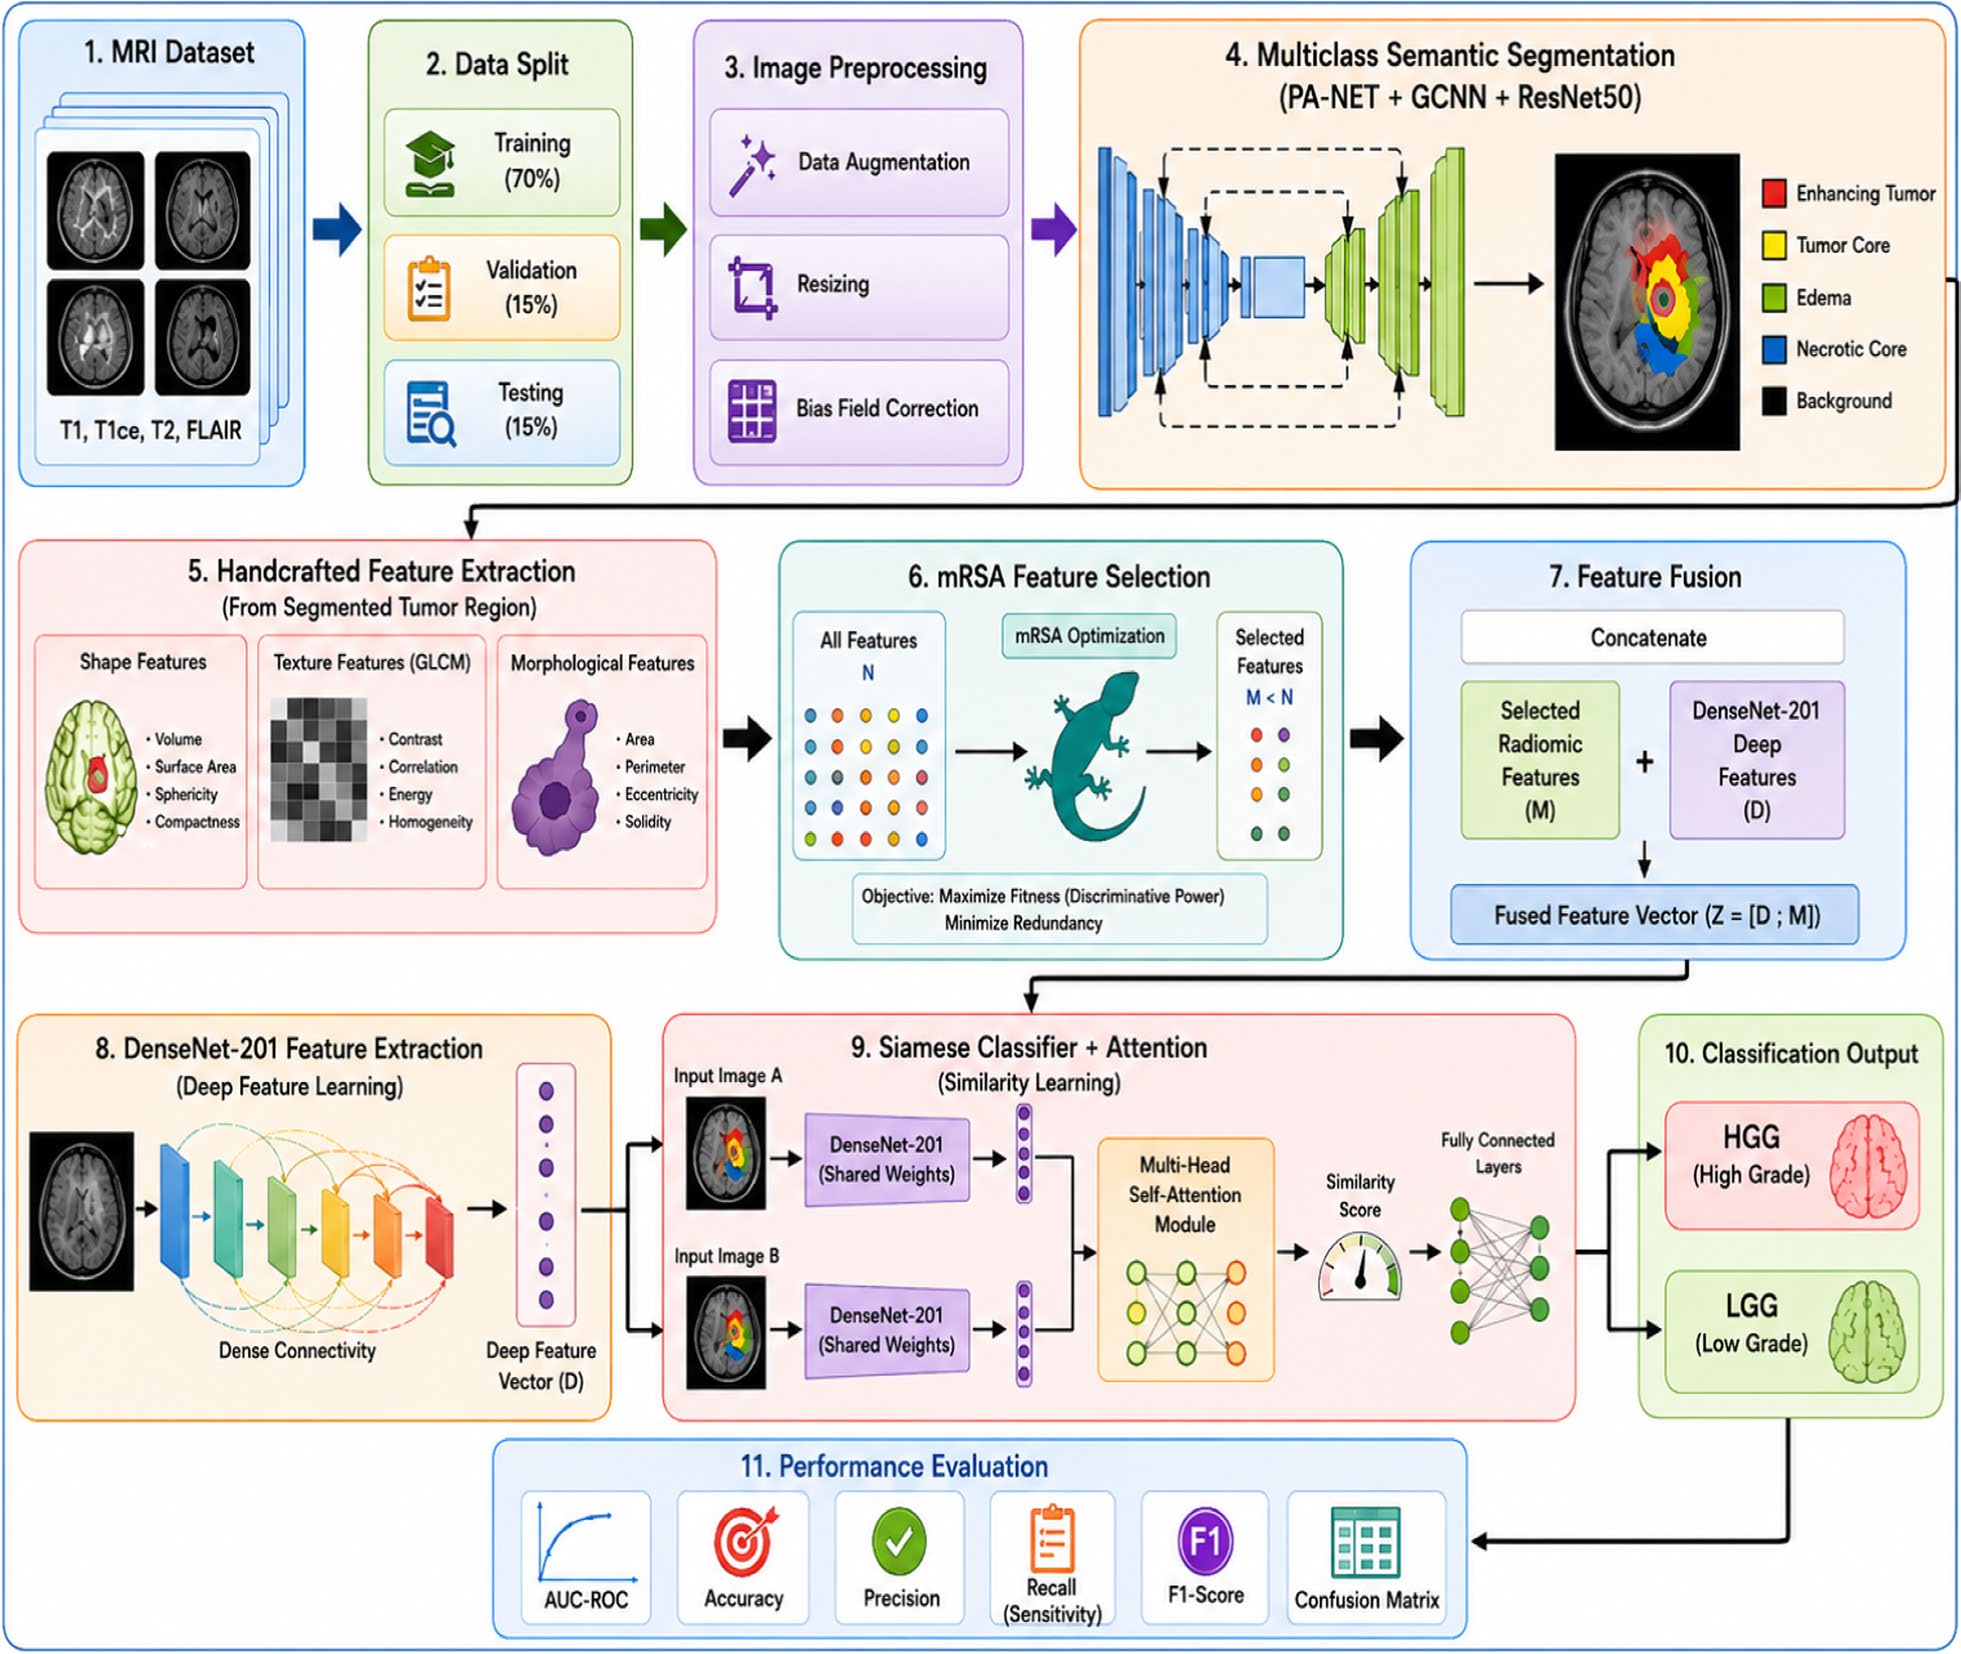 1. MRI Dataset
T1, T1ce, T2, FLAIR
2. Data Split
Training
(70%)
Validation
(15%)
Testing
(15%)
3. Image Preprocessing
Data Augmentation
Resizing
Bias Field Correction
4. Multiclass Semantic Segmentation
(PA-NET + GCNN + ResNet50)
Enhancing Tumor
Tumor Core
Edema
Necrotic Core
Background
5. Handcrafted Feature Extraction
(From Segmented Tumor Region)
Shape Features
• Volume
• Surface Area
• Sphericity
• Compactness
Texture Features (GLCM)
• Contrast
• Correlation
• Energy
• Homogeneity
Morphological Features
• Area
• Perimeter
• Eccentricity
• Solidity
6. mRSA Feature Selection
All Features
N
mRSA Optimization
Selected
Features
M < N
Objective: Maximize Fitness (Discriminative Power)
Minimize Redundancy
7. Feature Fusion
Concatenate
Selected
Radiomic
Features
(M)
+
DenseNet-201
Deep
Features
(D)
Fused Feature Vector (Z = [D ; M])
8. DenseNet-201 Feature Extraction
(Deep Feature Learning)
Dense Connectivity
Deep Feature
Vector (D)
9. Siamese Classifier + Attention
(Similarity Learning)
Input Image A
DenseNet-201
(Shared Weights)
Input Image B
DenseNet-201
(Shared Weights)
Multi-Head
Self-Attention
Module
Similarity
Score
Fully Connected
Layers
10. Classification Output
HGG
(High Grade)
LGG
(Low Grade)
11. Performance Evaluation
AUC-ROC
Accuracy
Precision
Recall
(Sensitivity)
F1
F1-Score
Confusion Matrix